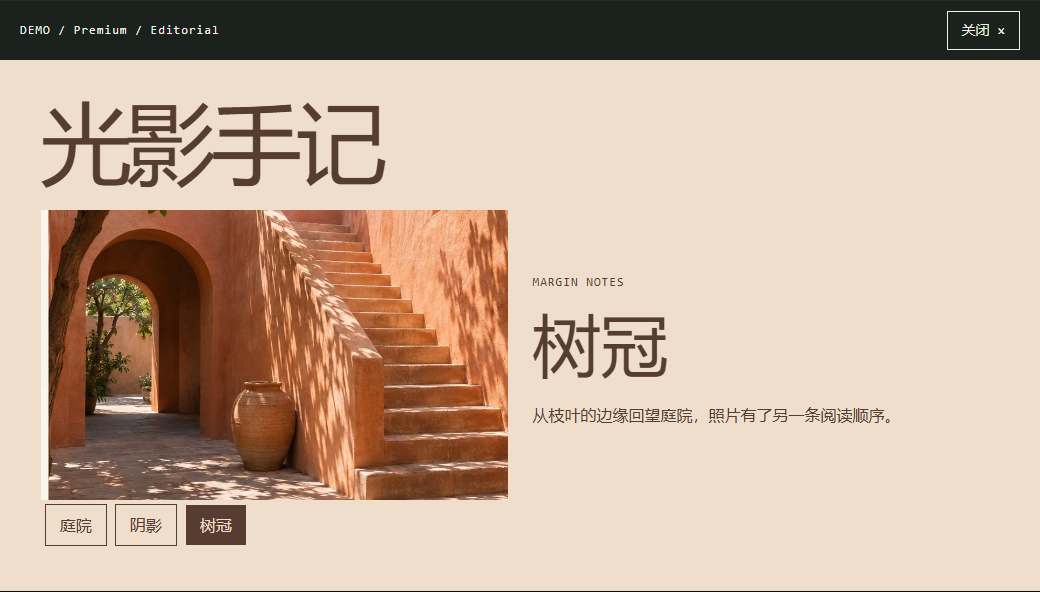 DEMO / Premium / Editorial
关闭 ×
光影手记
MARGIN NOTES
树冠
从枝叶的边缘回望庭院，照片有了另一条阅读顺序。
庭院 阴影 树冠